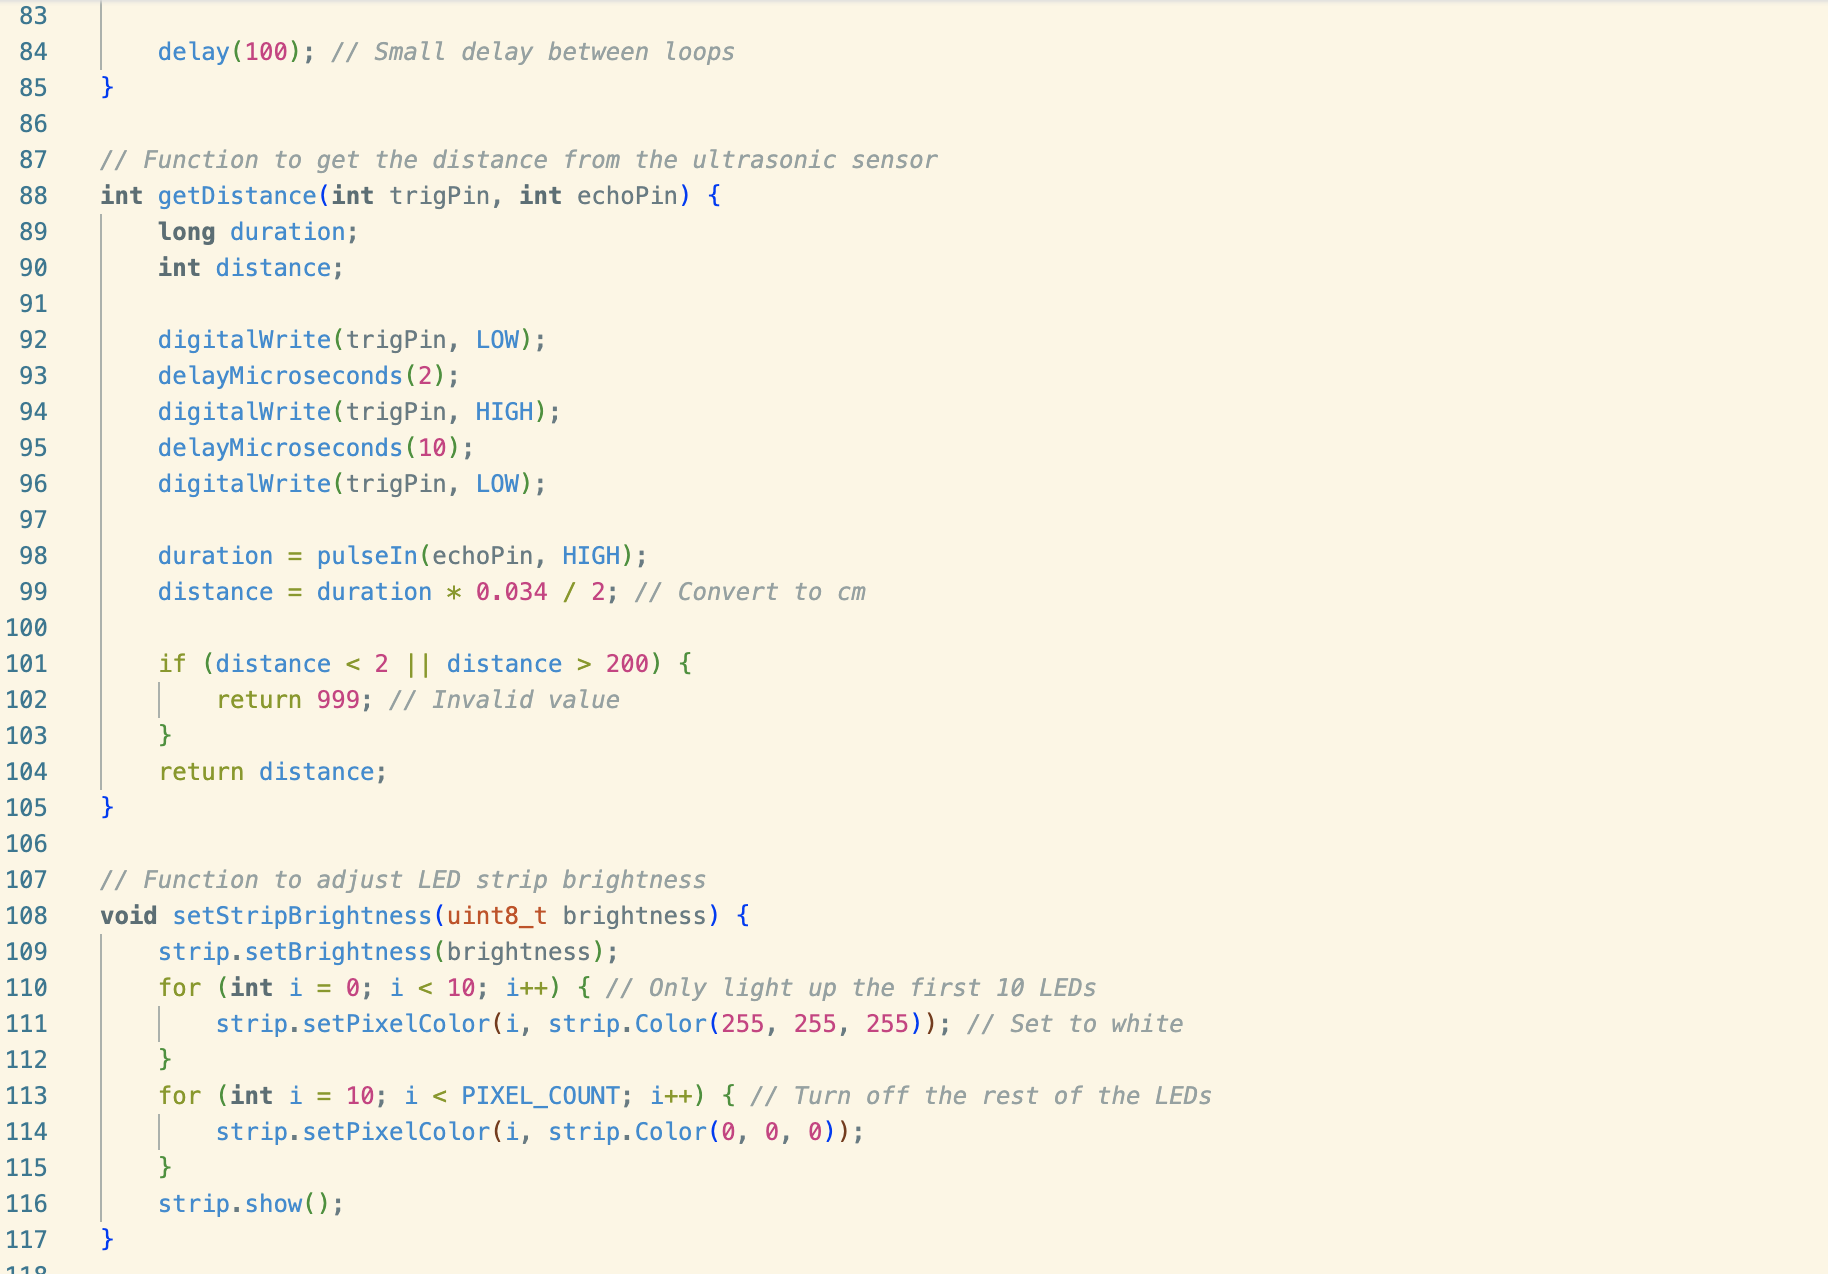 83
84 delay(100); // Small delay between loops
85 }
86
87 // Function to get the distance from the ultrasonic sensor
88 int getDistance(int trigPin, int echoPin) {
89 long duration;
90 int distance;
91
92 digitalWrite(trigPin, LOW);
93 delayMicroseconds(2);
94 digitalWrite(trigPin, HIGH);
95 delayMicroseconds(10);
96 digitalWrite(trigPin, LOW);
97
98 duration = pulseIn(echoPin, HIGH);
99 distance = duration * 0.034 / 2; // Convert to cm
100
101 if (distance < 2 || distance > 200) {
102 return 999; // Invalid value
103 }
104 return distance;
105 }
106
107 // Function to adjust LED strip brightness
108 void setStripBrightness(uint8_t brightness) {
109 strip.setBrightness(brightness);
110 for (int i = 0; i < 10; i++) { // Only light up the first 10 LEDs
111 strip.setPixelColor(i, strip.Color(255, 255, 255)); // Set to white
112 }
113 for (int i = 10; i < PIXEL_COUNT; i++) { // Turn off the rest of the LEDs
114 strip.setPixelColor(i, strip.Color(0, 0, 0));
115 }
116 strip.show();
117 }
118